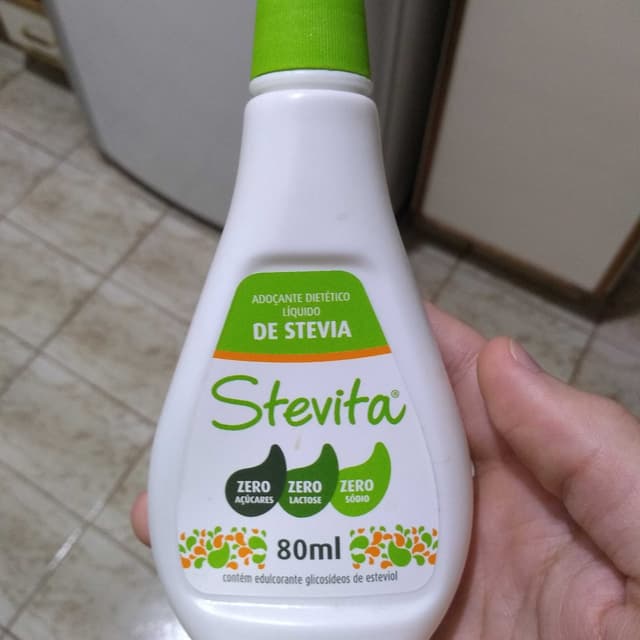 ADOÇANTE DIETÉTICO
LÍQUIDO
DE STEVIA
Stevita®
ZERO AÇÚCARES
ZERO LACTOSE
ZERO SÓDIO
80ml
contém edulcorante glicosídeos de esteviol